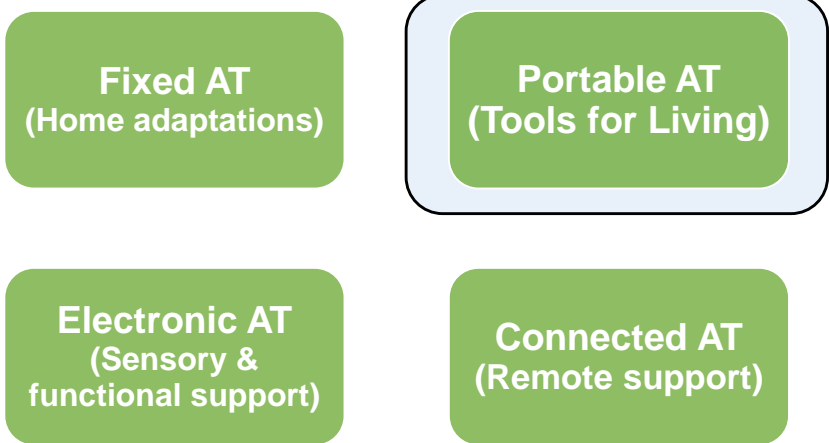 Fixed AT
(Home adaptations)
Portable AT
(Tools for Living)
Electronic AT
(Sensory &
functional support)
Connected AT
(Remote support)